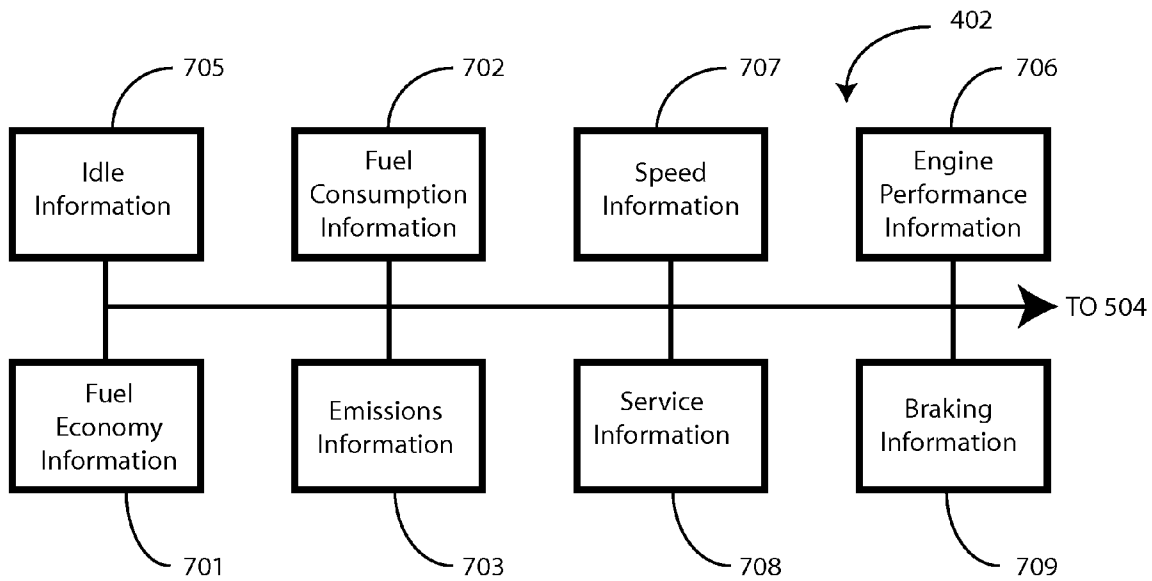 402
705
702
707
706
Idle
Information
Fuel
Consumption
Information
Speed
Information
Engine
Performance
Information
TO 504
Fuel
Economy
Information
Emissions
Information
Service
Information
Braking
Information
701
703
708
709